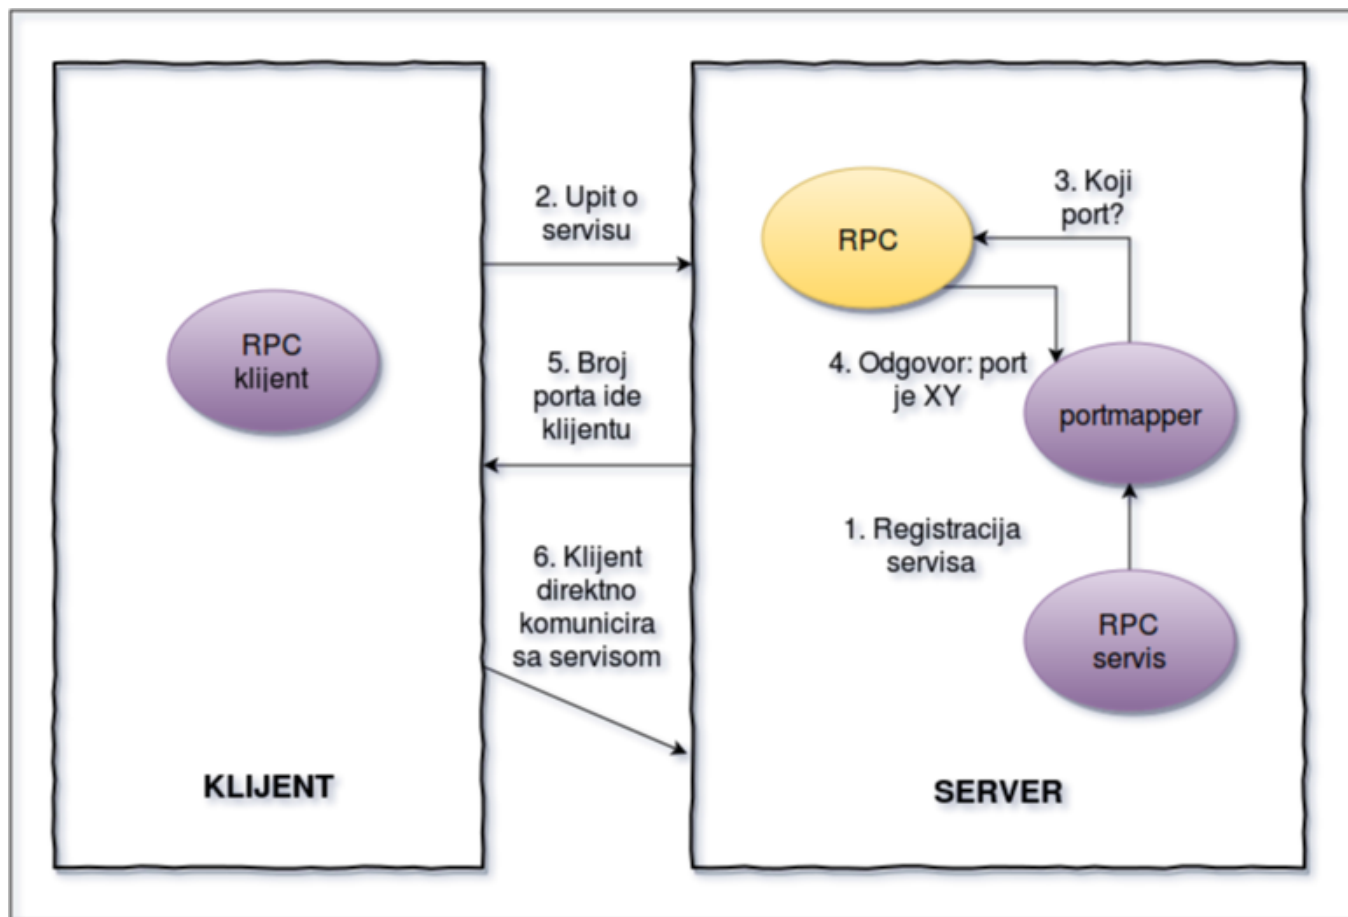 2. Upit o
servisu
RPC
klijent
5. Broj
porta ide
klijentu
6. Klijent
direktno
komunicira
sa servisom
KLIJENT
3. Koji
port?
RPC
4. Odgovor: port
je XY
portmapper
1. Registracija
servisa
RPC
servis
SERVER